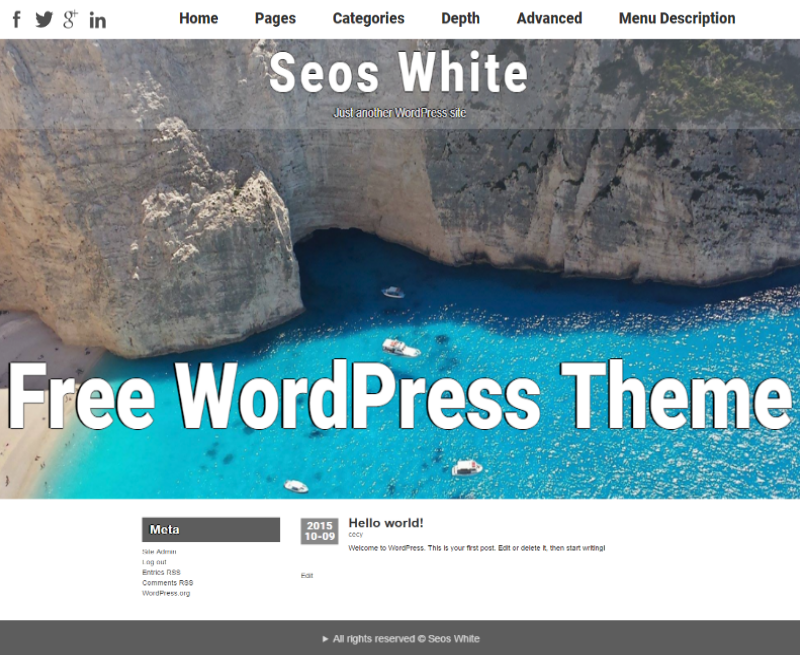 Home Pages Categories Depth Advanced Menu Description
Seos White
Just another WordPress site
Free WordPress Theme
Meta
Site Admin
Log out
Entries RSS
Comments RSS
WordPress.org
2015
10-09
Hello world!
cecy
Welcome to WordPress. This is your first post. Edit or delete it, then start writing!
Edit
► All rights reserved © Seos White